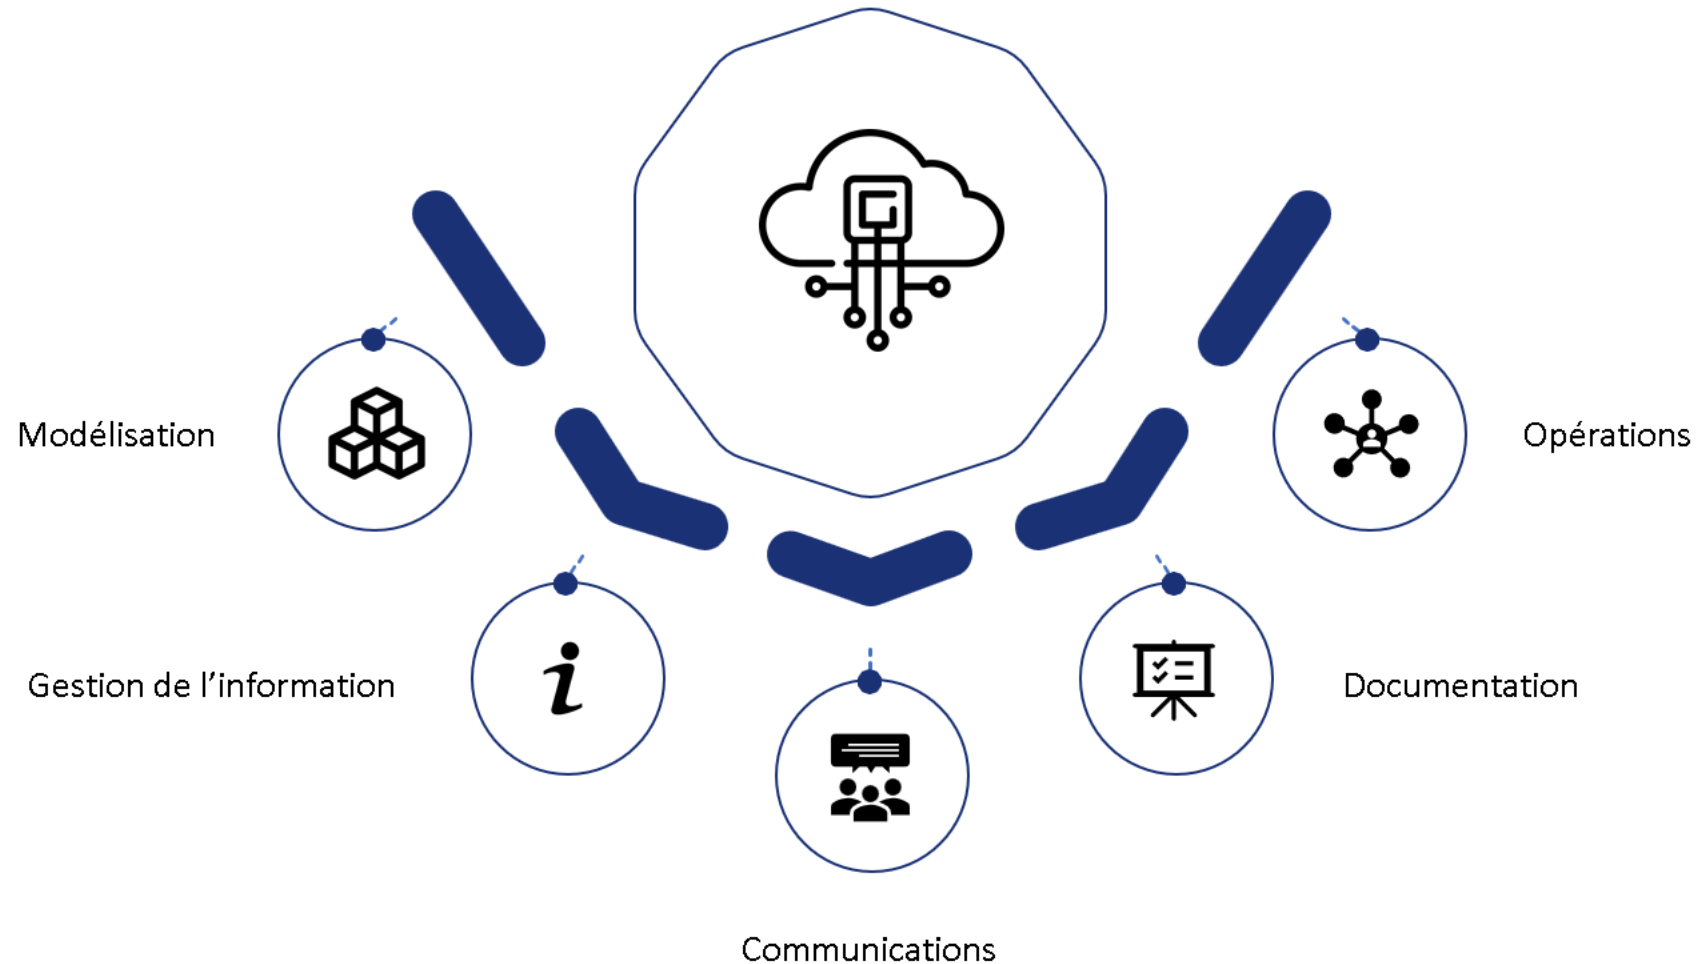 Modélisation
Opérations
Gestion de l’information
Documentation
Communications